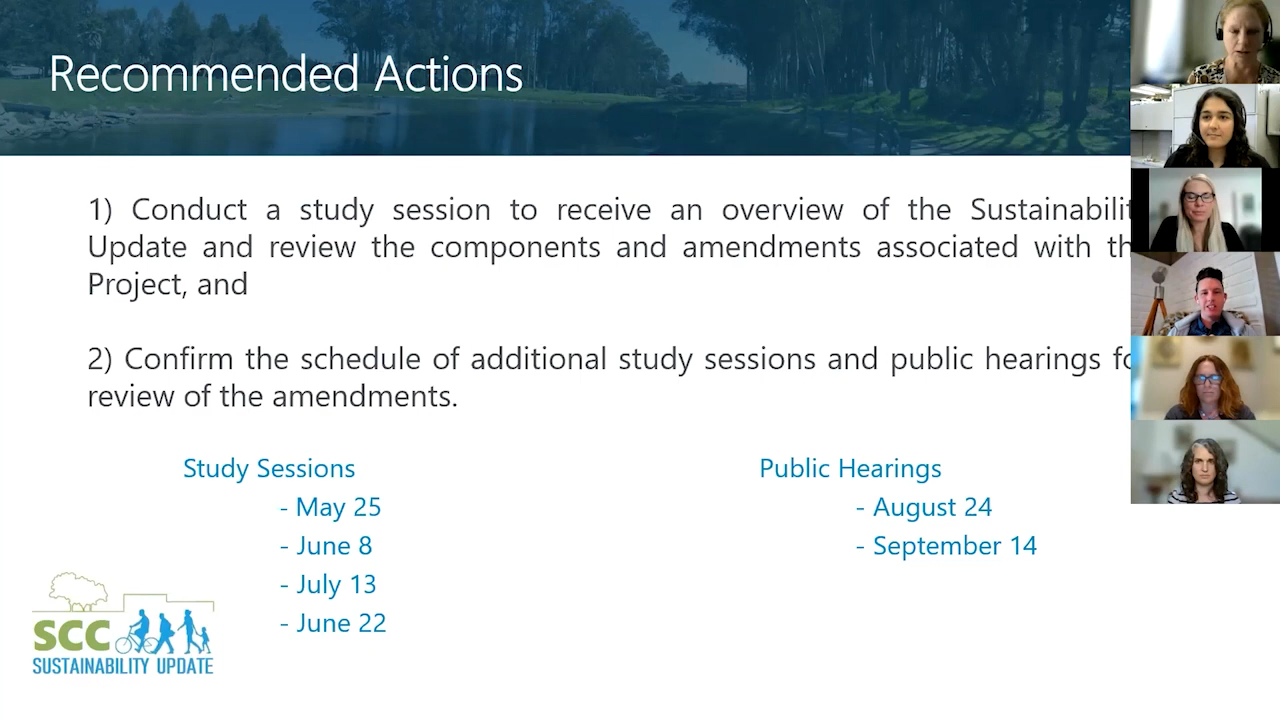 Recommended Actions
1) Conduct a study session to receive an overview of the Sustainabilit
Update and review the components and amendments associated with th
Project, and
2) Confirm the schedule of additional study sessions and public hearings fo
review of the amendments.
Study Sessions
- May 25
- June 8
- July 13
- June 22
Public Hearings
- August 24
- September 14
SCC
SUSTAINABILITY UPDATE